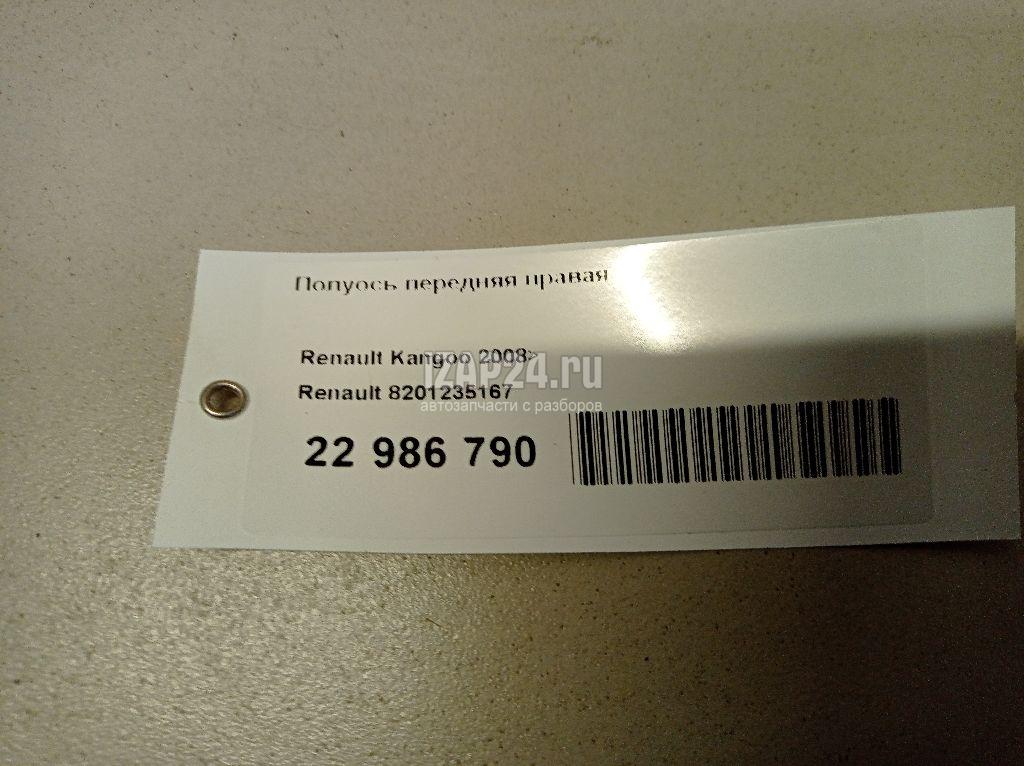 Полуось передняя правая
Renault Kangoo 2008>
IZAP24.ru
Renault 8201235167
автозапчасти с разборов
22 986 790